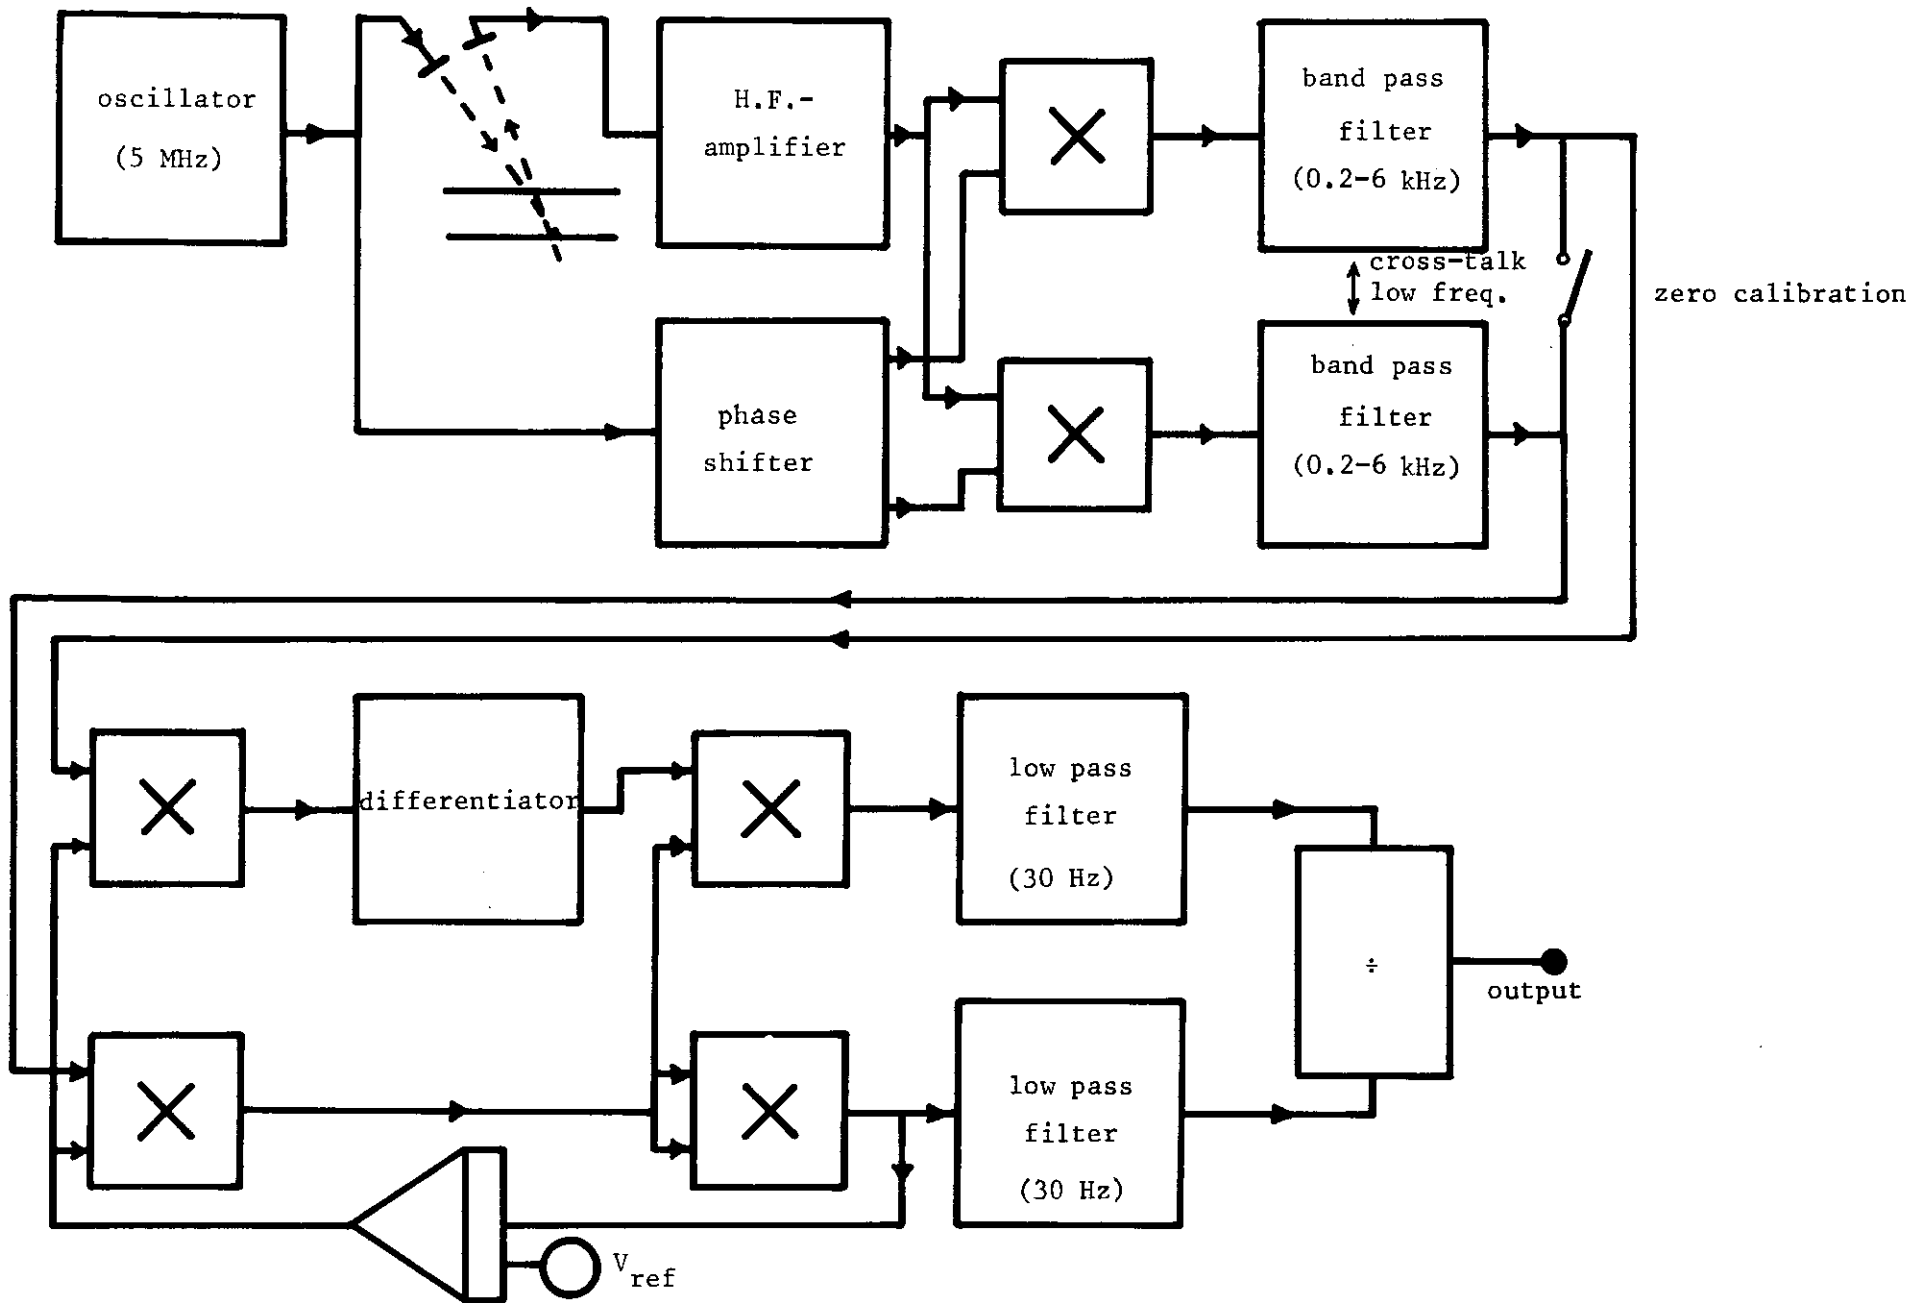 oscillator
(5 MHz)
H.F.-
amplifier
band pass
filter
(0.2-6 kHz)
cross-talk
low freq.
zero calibration
phase
shifter
band pass
filter
(0.2-6 kHz)
differentiator
low pass
filter
(30 Hz)
÷
output
low pass
filter
(30 Hz)
V_ref